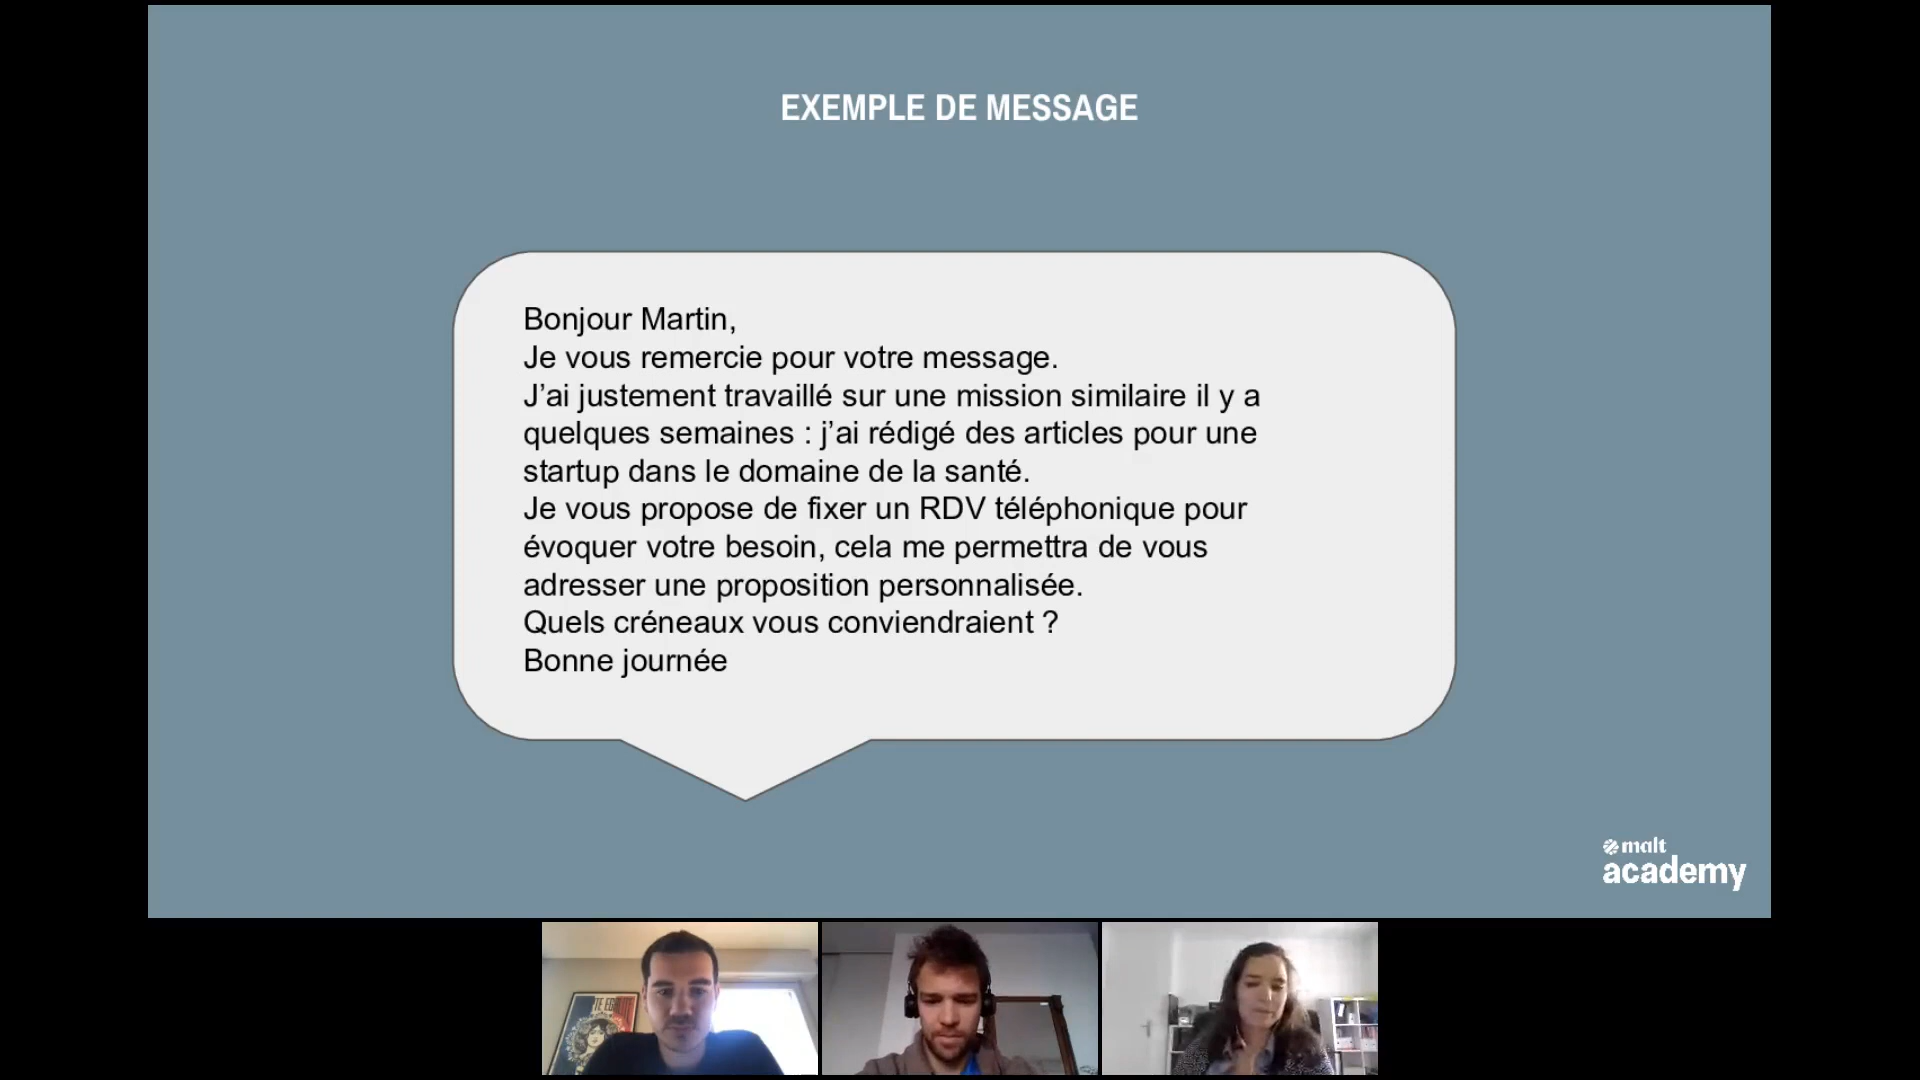 EXEMPLE DE MESSAGE
Bonjour Martin,
Je vous remercie pour votre message.
J’ai justement travaillé sur une mission similaire il y a
quelques semaines : j’ai rédigé des articles pour une
startup dans le domaine de la santé.
Je vous propose de fixer un RDV téléphonique pour
évoquer votre besoin, cela me permettra de vous
adresser une proposition personnalisée.
Quels créneaux vous conviendraient ?
Bonne journée
malt
academy